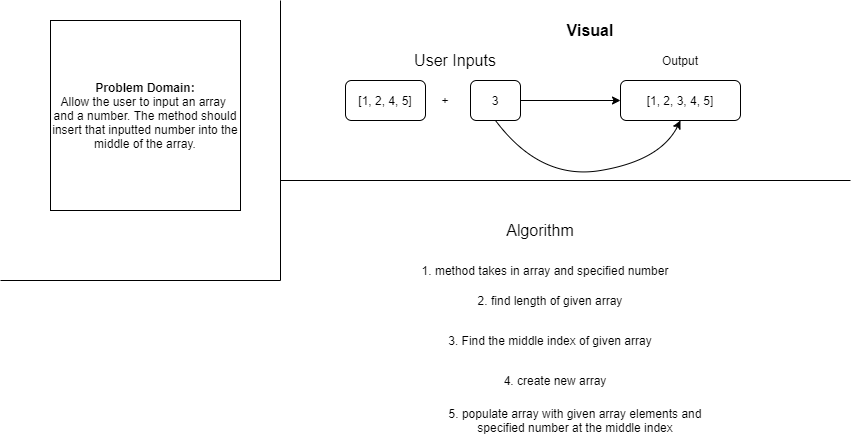 Problem Domain:
Allow the user to input an array
and a number. The method should
insert that inputted number into the
middle of the array.
Visual
User Inputs
Output
[1, 2, 4, 5]
+
3
[1, 2, 3, 4, 5]
Algorithm
1. method takes in array and specified number
2. find length of given array
3. Find the middle index of given array
4. create new array
5. populate array with given array elements and
specified number at the middle index